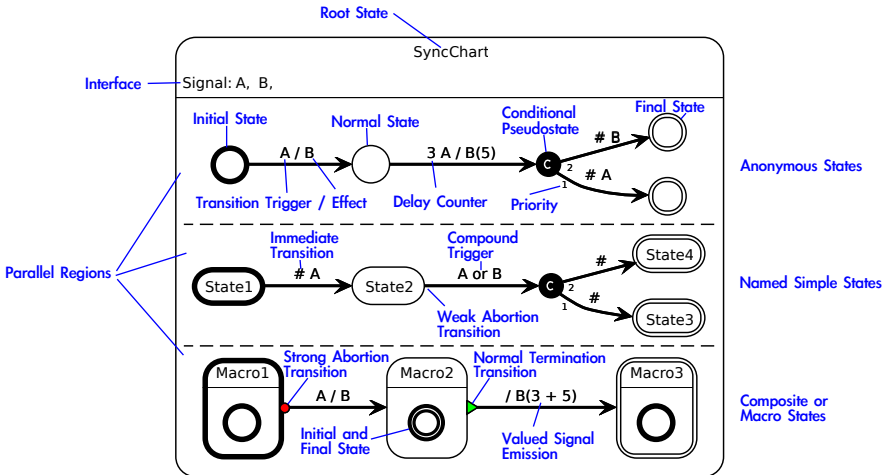 Root State
SyncChart
Interface
Signal: A, B,
Initial State
Normal State
Conditional
Pseudostate
Final State
A / B
3 A / B(5)
C
# B
2
# A
1
Transition Trigger / Effect
Delay Counter
Priority
Anonymous States
Parallel Regions
Immediate
Transition
# A
Compound
Trigger
A or B
State1
State2
C
#
2
#
1
State4
State3
Weak Abortion
Transition
Named Simple States
Strong Abortion
Transition
Normal Termination
Transition
Macro1
A / B
Macro2
/ B(3 + 5)
Macro3
Initial and
Final State
Valued Signal
Emission
Composite or
Macro States